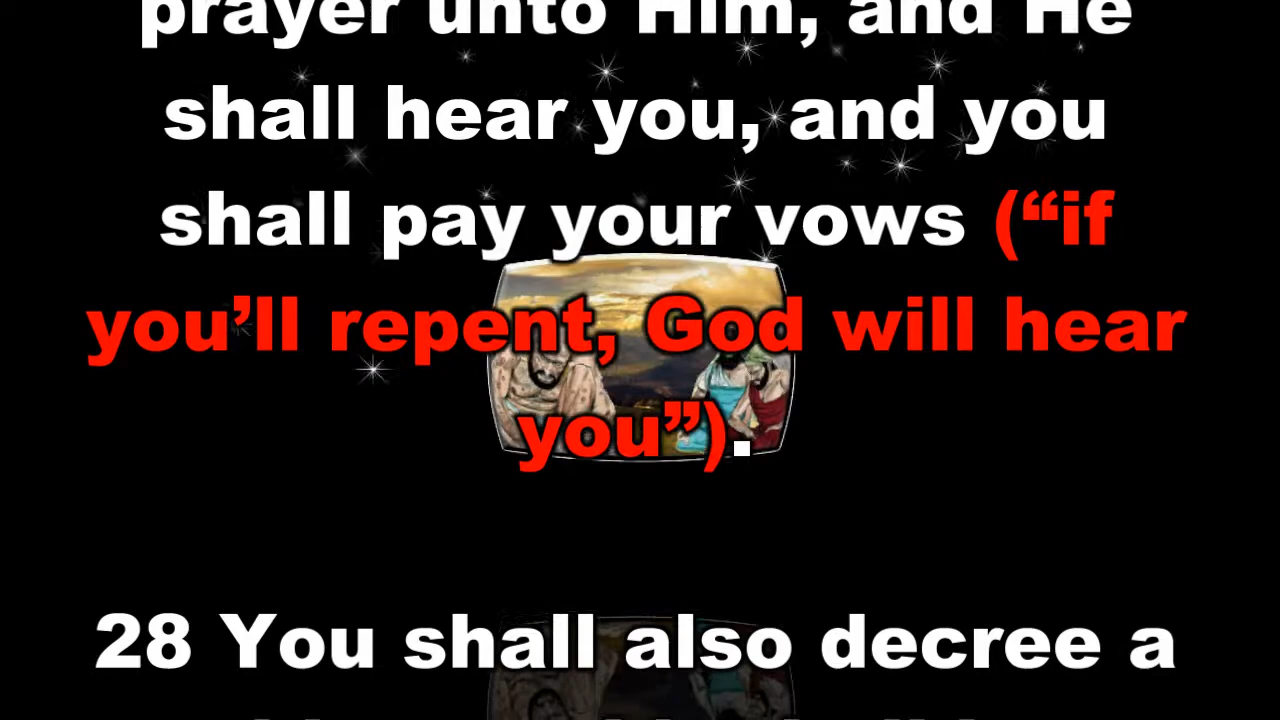 prayer unto Him, and He
shall hear you, and you
shall pay your vows (“if
you’ll repent, God will hear
you”).
28 You shall also decree a